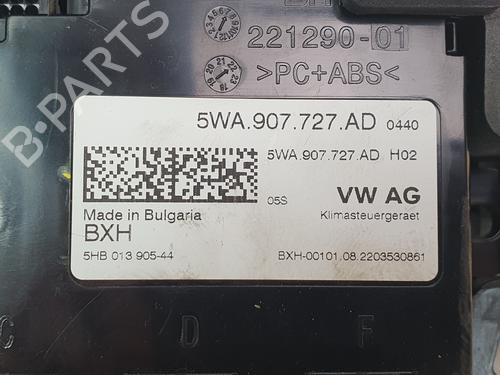 221290-01
>PC+ABS<
B-PARTS
5WA.907.727.AD 0440
5WA.907.727.AD H02
05S VW AG
Made in Bulgaria Klimasteuergeraet
BXH
5HB 013 905-44 BXH-00101.08.2203530861
C D F